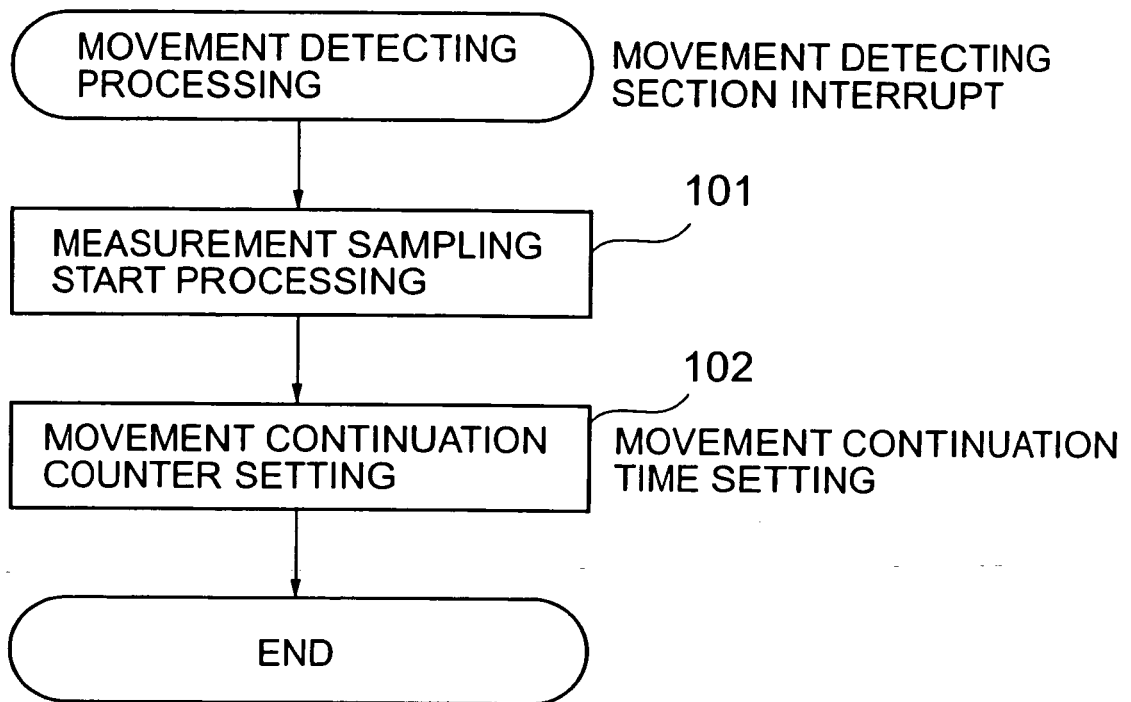 MOVEMENT DETECTING
PROCESSING
MOVEMENT DETECTING
SECTION INTERRUPT
101
MEASUREMENT SAMPLING
START PROCESSING
102
MOVEMENT CONTINUATION
COUNTER SETTING
MOVEMENT CONTINUATION
TIME SETTING
END